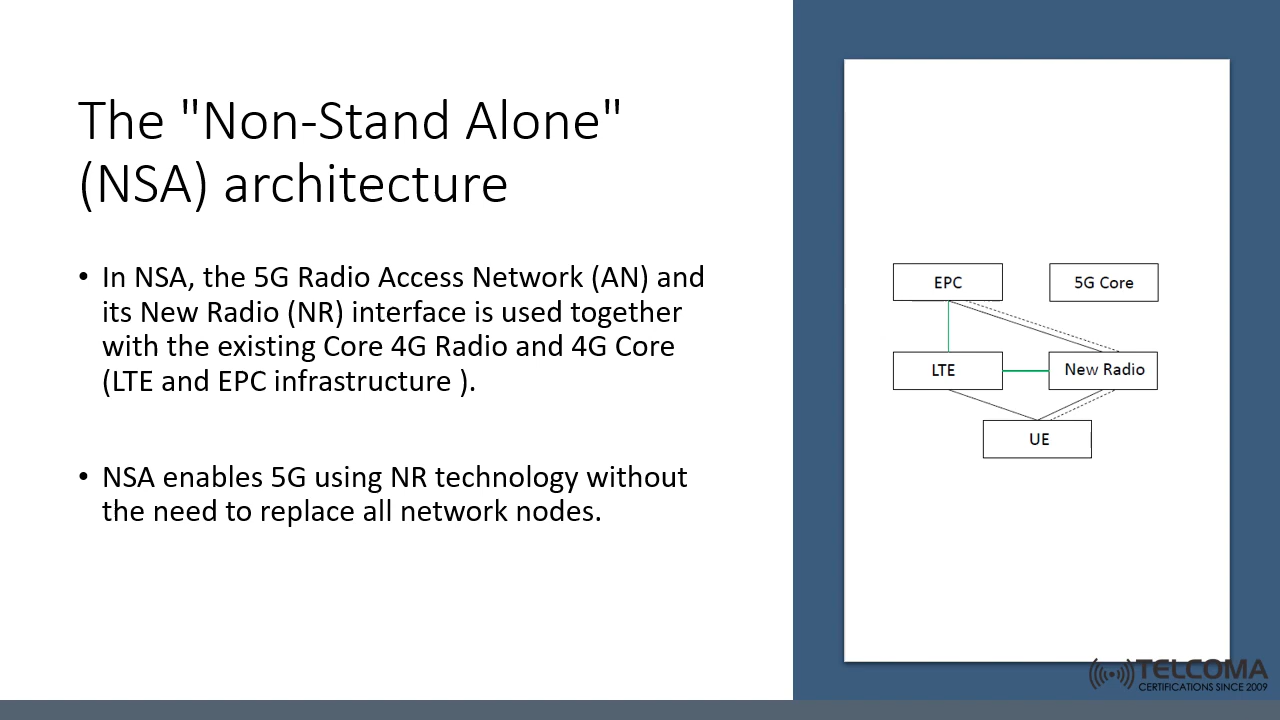 The "Non-Stand Alone"
(NSA) architecture
• In NSA, the 5G Radio Access Network (AN) and
its New Radio (NR) interface is used together
with the existing Core 4G Radio and 4G Core
(LTE and EPC infrastructure ).
• NSA enables 5G using NR technology without
the need to replace all network nodes.
EPC
5G Core
LTE
New Radio
UE
TELCOMA
CERTIFICATIONS SINCE 2009